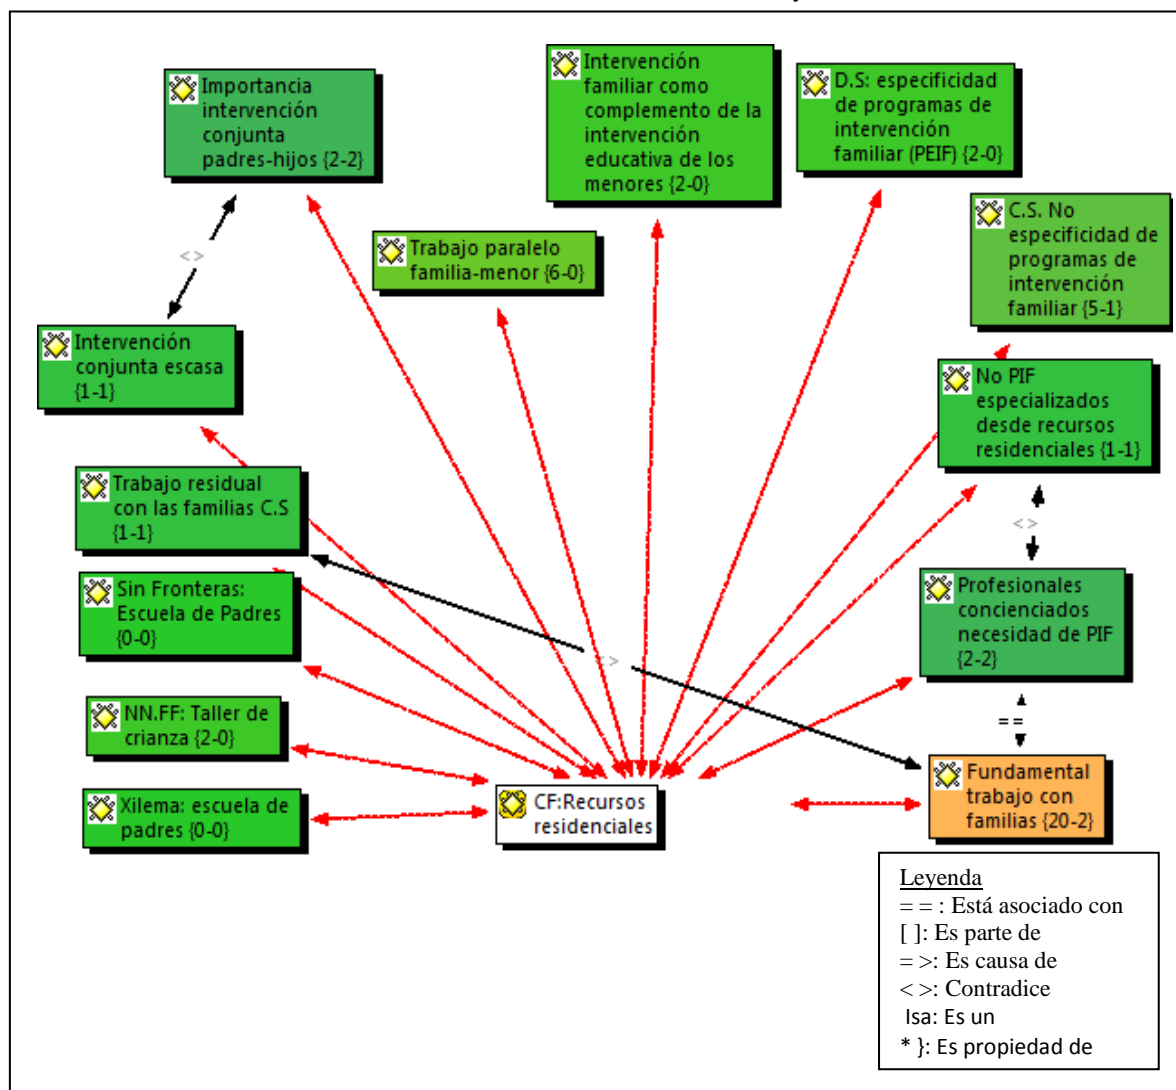 Importancia
intervención
conjunta
padres-hijos {2-2}
Intervención
familiar como
complemento de la
intervención
educativa de los
menores {2-0}
D.S: especificidad
de programas de
intervención
familiar (PEIF) {2-0}
C.S. No
especificidad de
programas de
intervención
familiar {5-1}
Trabajo paralelo
familia-menor {6-0}
< >
Intervención
conjunta escasa
{1-1}
No PIF
especializados
desde recursos
residenciales {1-1}
Trabajo residual
con las familias C.S
{1-1}
< >
Sin Fronteras:
Escuela de Padres
{0-0}
Profesionales
concienciados
necesidad de PIF
{2-2}
< >
NN.FF: Taller de
crianza {2-0}
==
Xilema: escuela de
padres {0-0}
CF:Recursos
residenciales
Fundamental
trabajo con
familias {20-2}
Leyenda
= = : Está asociado con
[ ]: Es parte de
= >: Es causa de
< >: Contradice
Isa: Es un
* }: Es propiedad de